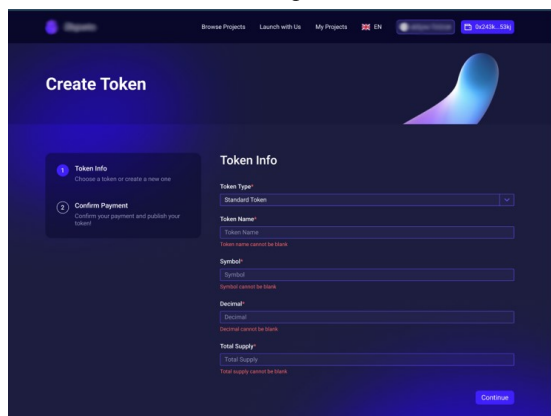 Browse Projects
Launch with Us
My Projects
EN
0x243k...53kj
Create Token
1
Token Info
Choose a token or create a new one
2
Confirm Payment
Confirm your payment and publish your
token!
Token Info
Token Type*
Standard Token
Token Name*
Token Name
Token name cannot be blank
Symbol*
Symbol
Symbol cannot be blank
Decimal*
Decimal
Decimal cannot be blank
Total Supply*
Total Supply
Total supply cannot be blank
Continue